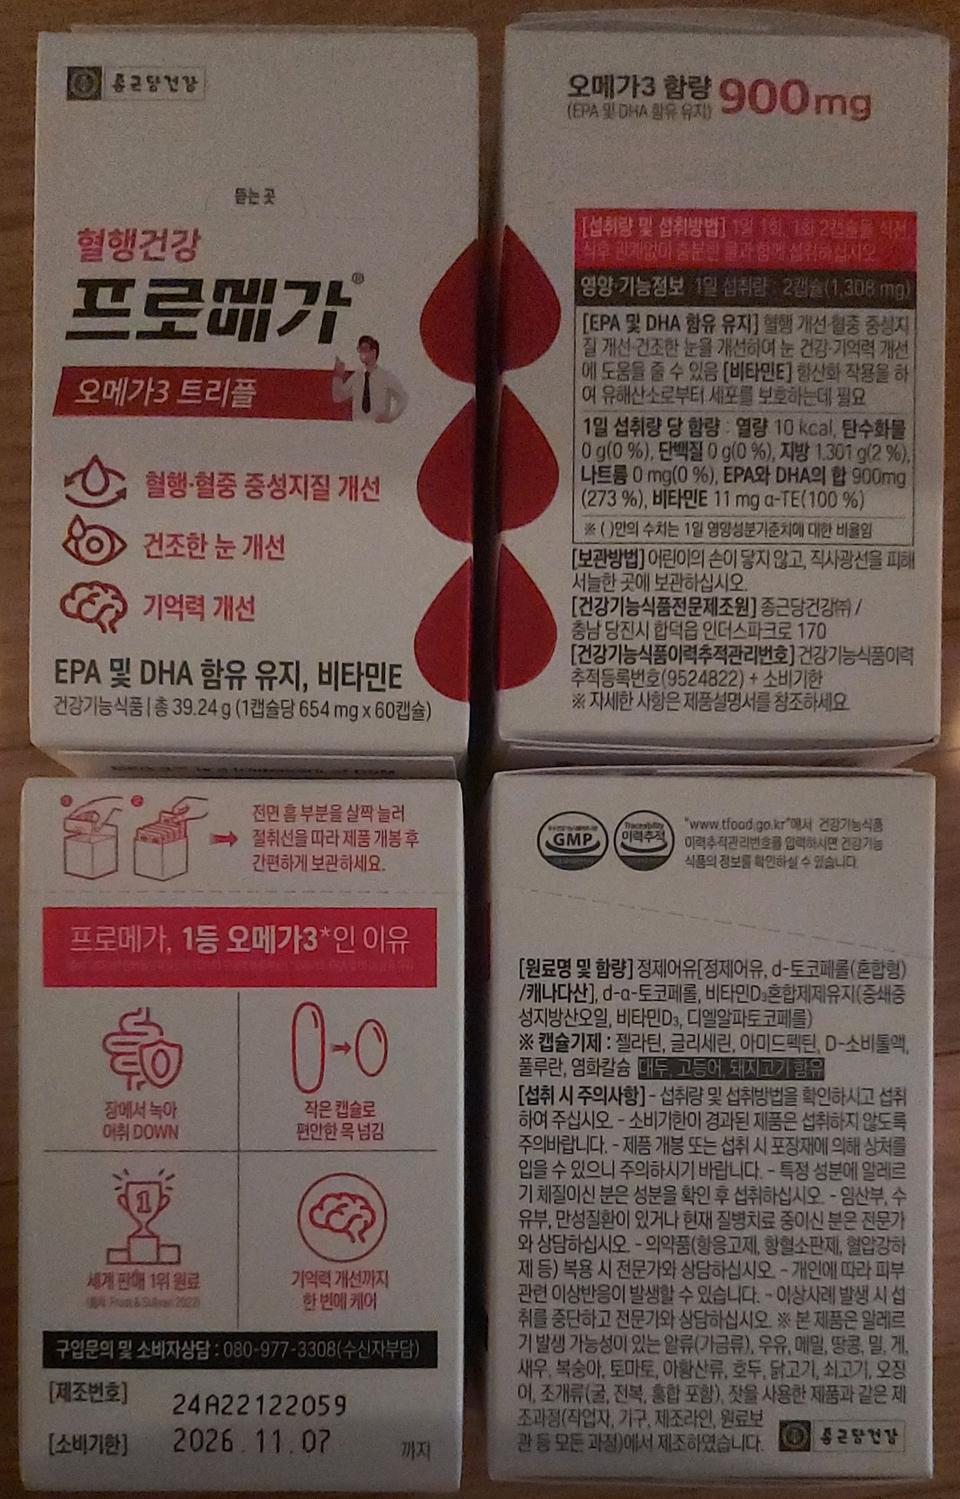 종근당건강
뜯는 곳
혈행건강
프로메가®
오메가3 트리플
혈행·혈중 중성지질 개선
건조한 눈 개선
기억력 개선
EPA 및 DHA 함유 유지, 비타민E
건강기능식품 | 총 39.24 g (1캡슐당 654 mg x 60캡슐)
오메가3 함량 900mg
(EPA 및 DHA 함유 유지)
[섭취량 및 섭취방법] 1일 1회, 1회 2캡슐을 식전·
식후 관계없이 충분한 물과 함께 섭취하십시오.
영양·기능정보 1일 섭취량 : 2캡슐(1,308 mg)
[EPA 및 DHA 함유 유지] 혈행 개선·혈중 중성지
질 개선·건조한 눈을 개선하여 눈 건강·기억력 개선
에 도움을 줄 수 있음 [비타민E] 항산화 작용을 하
여 유해산소로부터 세포를 보호하는데 필요
1일 섭취량 당 함량 : 열량 10 kcal, 탄수화물
0 g(0 %), 단백질 0 g(0 %), 지방 1.301 g(2 %),
나트륨 0 mg(0 %), EPA와 DHA의 합 900mg
(273 %), 비타민E 11 mg α-TE(100 %)
※ ( )안의 수치는 1일 영양성분기준치에 대한 비율임
[보관방법] 어린이의 손이 닿지 않고, 직사광선을 피해
서늘한 곳에 보관하십시오.
[건강기능식품전문제조원] 종근당건강㈜ /
충남 당진시 합덕읍 인더스파크로 170
[건강기능식품이력추적관리번호] 건강기능식품이력
추적등록번호(9524822) + 소비기한
※ 자세한 사항은 제품설명서를 참조하세요.
전면 홈 부분을 살짝 눌러
절취선을 따라 제품 개봉 후
간편하게 보관하세요.
프로메가, 1등 오메가3*인 이유
장에서 녹아
어취 DOWN
작은 캡슐로
편안한 목 넘김
1
세계 판매 1위 원료
(출처: Frost & Sullivan 2022)
기억력 개선까지
한 번에 케어
구입문의 및 소비자상담 : 080-977-3308(수신자부담)
[제조번호] 24A22122059
[소비기한] 2026.11.07 까지
GMP
Traceability
이력추적
"www.tfood.go.kr"에서 건강기능식품
이력추적관리번호를 입력하시면 건강기능
식품의 정보를 확인하실 수 있습니다.
[원료명 및 함량] 정제어유[정제어유, d-토코페롤(혼합형)
/캐나다산], d-α-토코페롤, 비타민D₃혼합제제유지(중쇄중
성지방산오일, 비타민D₃, 디엘알파토코페롤)
※ 캡슐기제 : 젤라틴, 글리세린, 아미드펙틴, D-소비톨액,
풀루란, 염화칼슘 대두, 고등어, 돼지고기 함유
[섭취 시 주의사항] - 섭취량 및 섭취방법을 확인하시고 섭취
하여 주십시오. - 소비기한이 경과된 제품은 섭취하지 않도록
주의바랍니다. - 제품 개봉 또는 섭취 시 포장재에 의해 상처를
입을 수 있으니 주의하시기 바랍니다. - 특정 성분에 알레르
기 체질이신 분은 성분을 확인 후 섭취하십시오. - 임산부, 수
유부, 만성질환이 있거나 현재 질병치료 중이신 분은 전문가
와 상담하십시오. - 의약품(항응고제, 항혈소판제, 혈압강하
제 등) 복용 시 전문가와 상담하십시오. - 개인에 따라 피부
관련 이상반응이 발생할 수 있습니다. - 이상사례 발생 시 섭
취를 중단하고 전문가와 상담하십시오. ※ 본 제품은 알레르
기 발생 가능성이 있는 알류(가금류), 우유, 메밀, 땅콩, 밀, 게,
새우, 복숭아, 토마토, 아황산류, 호두, 닭고기, 쇠고기, 오징
어, 조개류(굴, 전복, 홍합 포함), 잣을 사용한 제품과 같은 제
조과정(작업자, 기구, 제조라인, 원료보
관 등 모든 과정)에서 제조하였습니다.
종근당건강